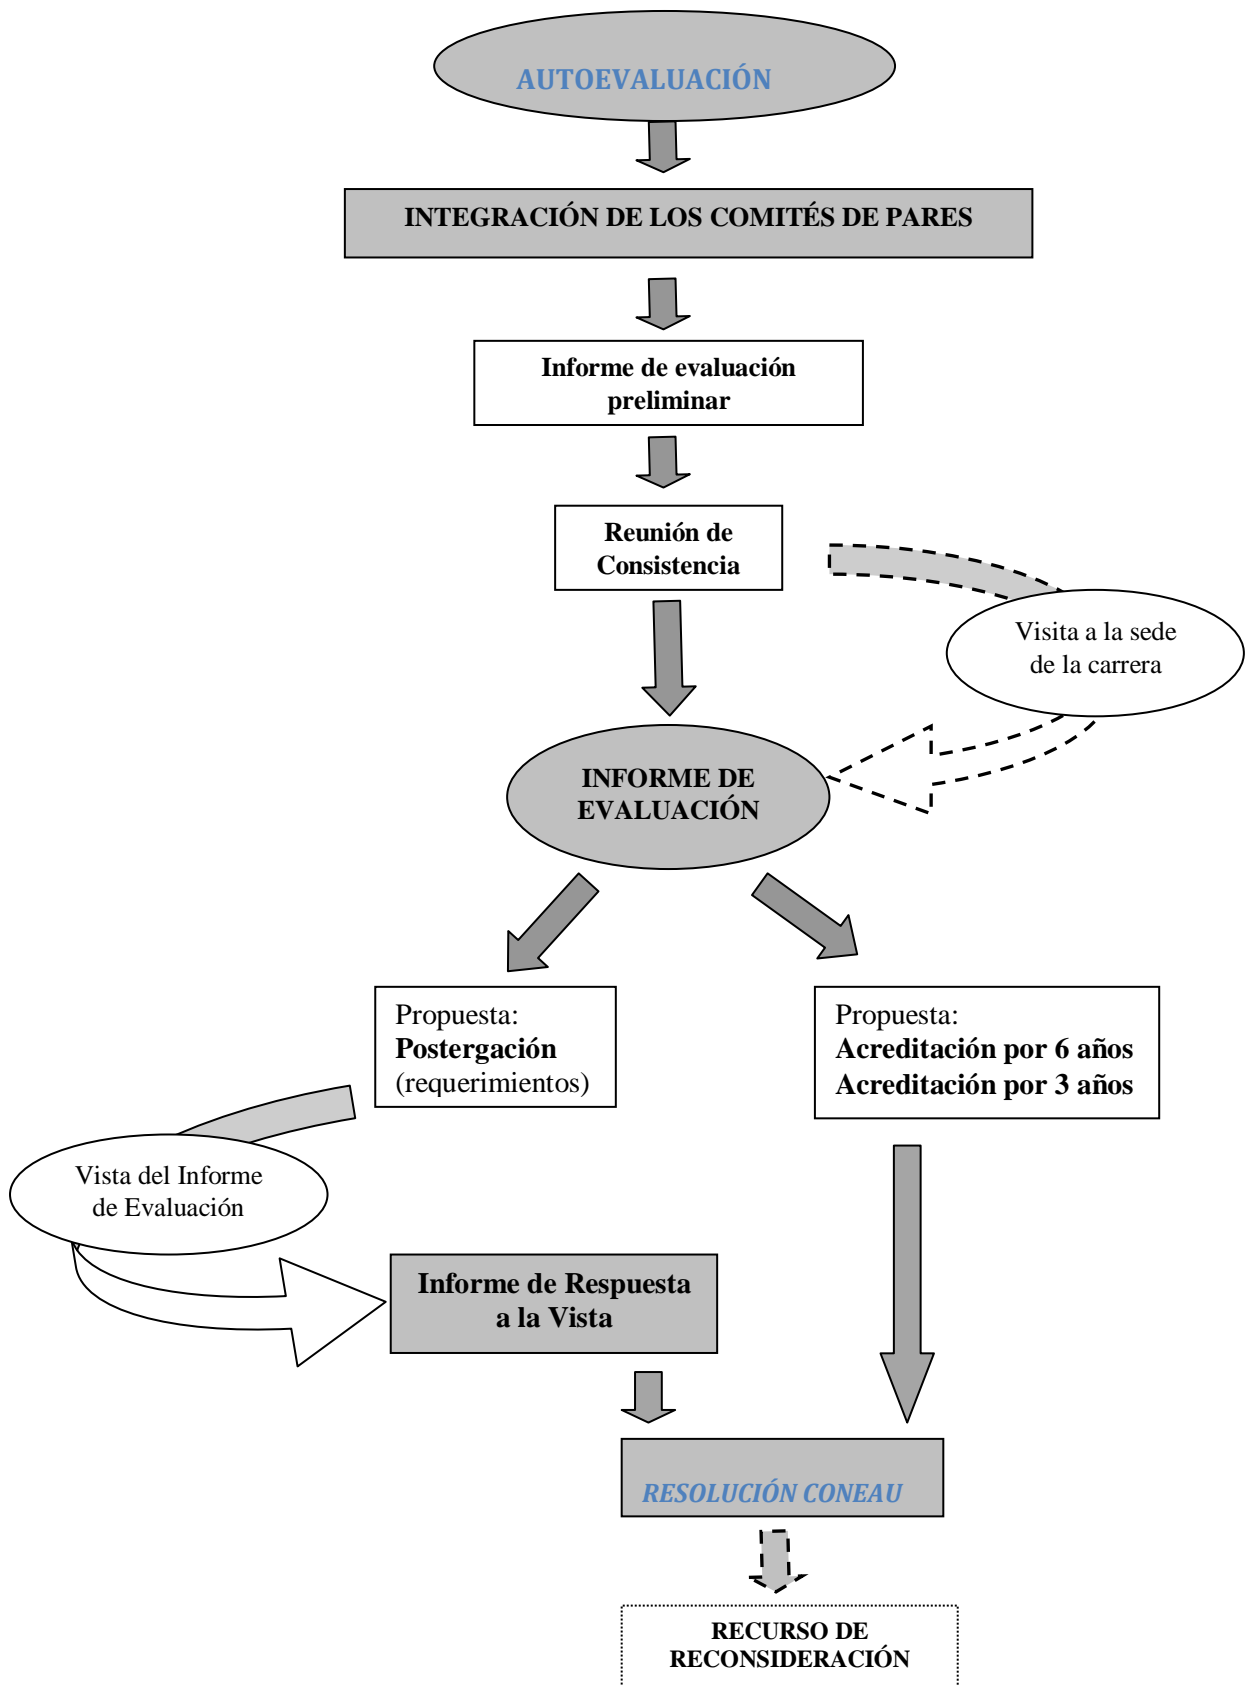 AUTOEVALUACIÓN
INTEGRACIÓN DE LOS COMITÉS DE PARES
Informe de evaluación
preliminar
Reunión de
Consistencia
Visita a la sede
de la carrera
INFORME DE
EVALUACIÓN
Propuesta:
Postergación
(requerimientos)
Propuesta:
Acreditación por 6 años
Acreditación por 3 años
Vista del Informe
de Evaluación
Informe de Respuesta
a la Vista
RESOLUCIÓN CONEAU
RECURSO DE
RECONSIDERACIÓN